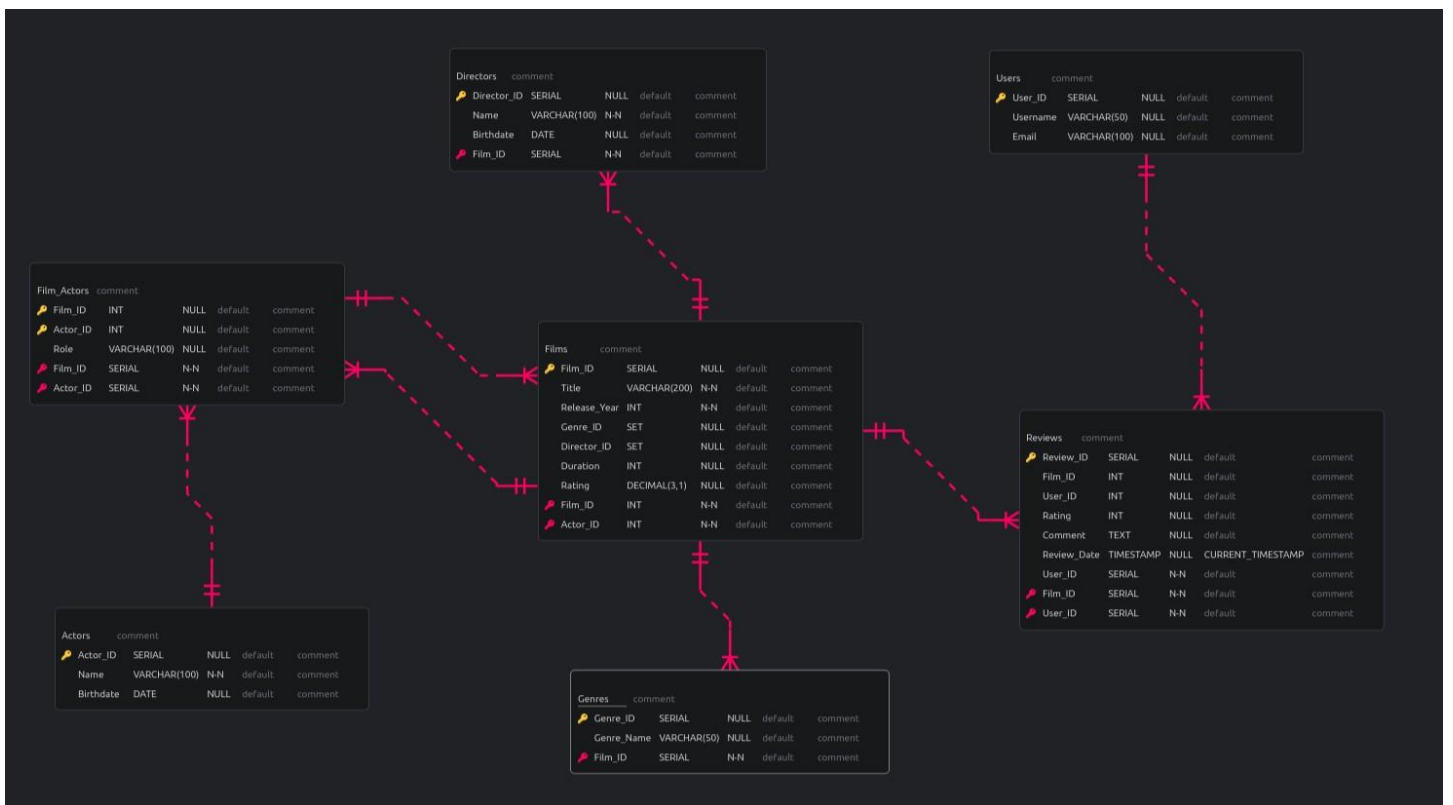 Directors comment
Director_ID SERIAL NULL default comment
Name VARCHAR(100) N-N default comment
Birthdate DATE NULL default comment
Film_ID SERIAL N-N default comment
Users comment
User_ID SERIAL NULL default comment
Username VARCHAR(50) NULL default comment
Email VARCHAR(100) NULL default comment
Film_Actors comment
Film_ID INT NULL default comment
Actor_ID INT NULL default comment
Role VARCHAR(100) NULL default comment
Film_ID SERIAL N-N default comment
Actor_ID SERIAL N-N default comment
Films comment
Film_ID SERIAL NULL default comment
Title VARCHAR(200) N-N default comment
Release_Year INT N-N default comment
Genre_ID SET NULL default comment
Director_ID SET NULL default comment
Duration INT NULL default comment
Rating DECIMAL(3,1) NULL default comment
Film_ID INT N-N default comment
Actor_ID INT N-N default comment
Reviews comment
Review_ID SERIAL NULL default comment
Film_ID INT NULL default comment
User_ID INT NULL default comment
Rating INT NULL default comment
Comment TEXT NULL default comment
Review_Date TIMESTAMP NULL CURRENT_TIMESTAMP comment
User_ID SERIAL N-N default comment
Film_ID SERIAL N-N default comment
User_ID SERIAL N-N default comment
Actors comment
Actor_ID SERIAL NULL default comment
Name VARCHAR(100) N-N default comment
Birthdate DATE NULL default comment
Genres comment
Genre_ID SERIAL NULL default comment
Genre_Name VARCHAR(50) NULL default comment
Film_ID SERIAL N-N default comment